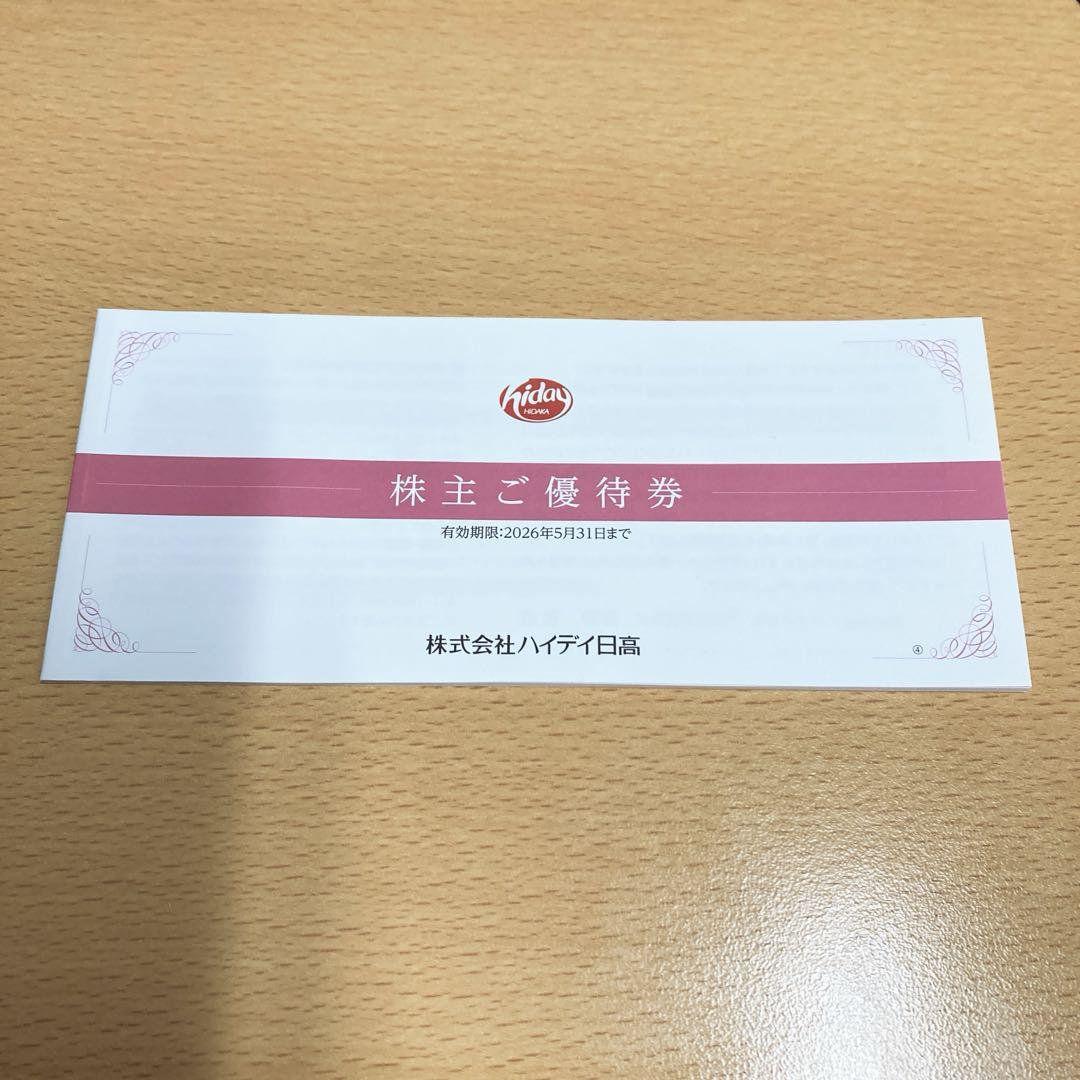 hiday
HIDAKA
株主ご優待券
有効期限:2026年5月31日まで
株式会社ハイデイ日高
④